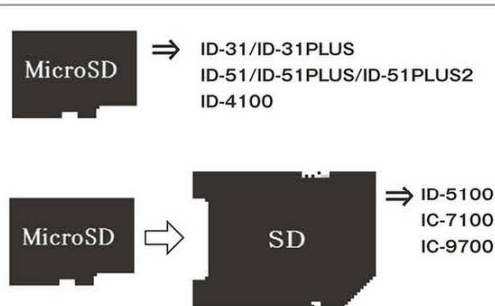 MicroSD
⇒ ID-31/ID-31PLUS
ID-51/ID-51PLUS/ID-51PLUS2
ID-4100
MicroSD
SD
⇒ ID-5100
IC-7100
IC-9700